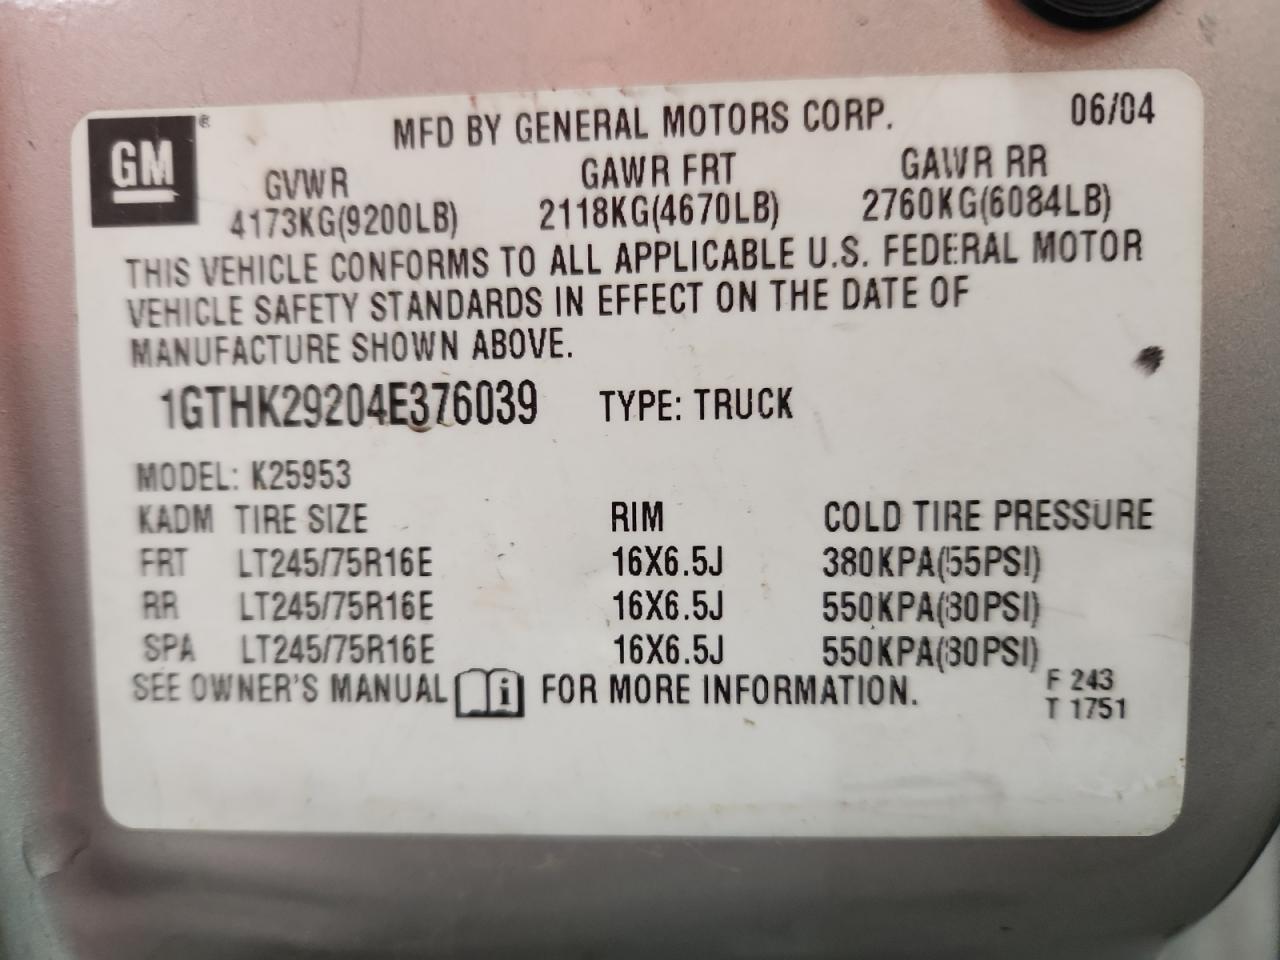 GM®
MFD BY GENERAL MOTORS CORP. 06/04
GVWR GAWR FRT GAWR RR
4173KG(9200LB) 2118KG(4670LB) 2760KG(6084LB)
THIS VEHICLE CONFORMS TO ALL APPLICABLE U.S. FEDERAL MOTOR
VEHICLE SAFETY STANDARDS IN EFFECT ON THE DATE OF
MANUFACTURE SHOWN ABOVE.
1GTHK29204E376039 TYPE: TRUCK
MODEL: K25953
KADM TIRE SIZE RIM COLD TIRE PRESSURE
FRT LT245/75R16E 16X6.5J 380KPA(55PSI)
RR LT245/75R16E 16X6.5J 550KPA(80PSI)
SPA LT245/75R16E 16X6.5J 550KPA(80PSI)
SEE OWNER'S MANUAL i FOR MORE INFORMATION.
F 243
T 1751